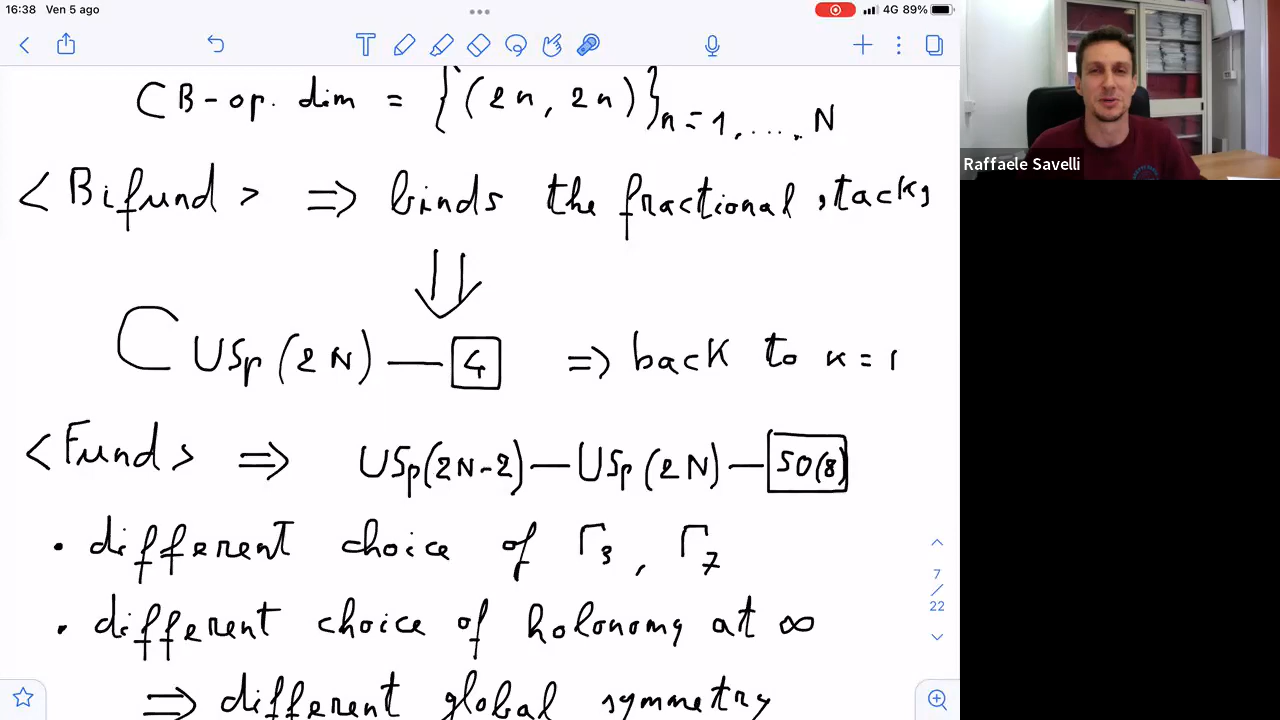 16:38 Ven 5 ago
4G 89%
CB-op. dim = {(2n, 2n)}n=1,....,N
<Bifund> ⇒ binds the fractional stacks
⇓
USp(2N) — 4 ⇒ back to k=1
<Fund> ⇒ USp(2N-2) — USp(2N) — SO(8)
• different choice of Γ3, Γ7
• different choice of holonomy at ∞
⇒ different global symmetry
7
/
22
Raffaele Savelli